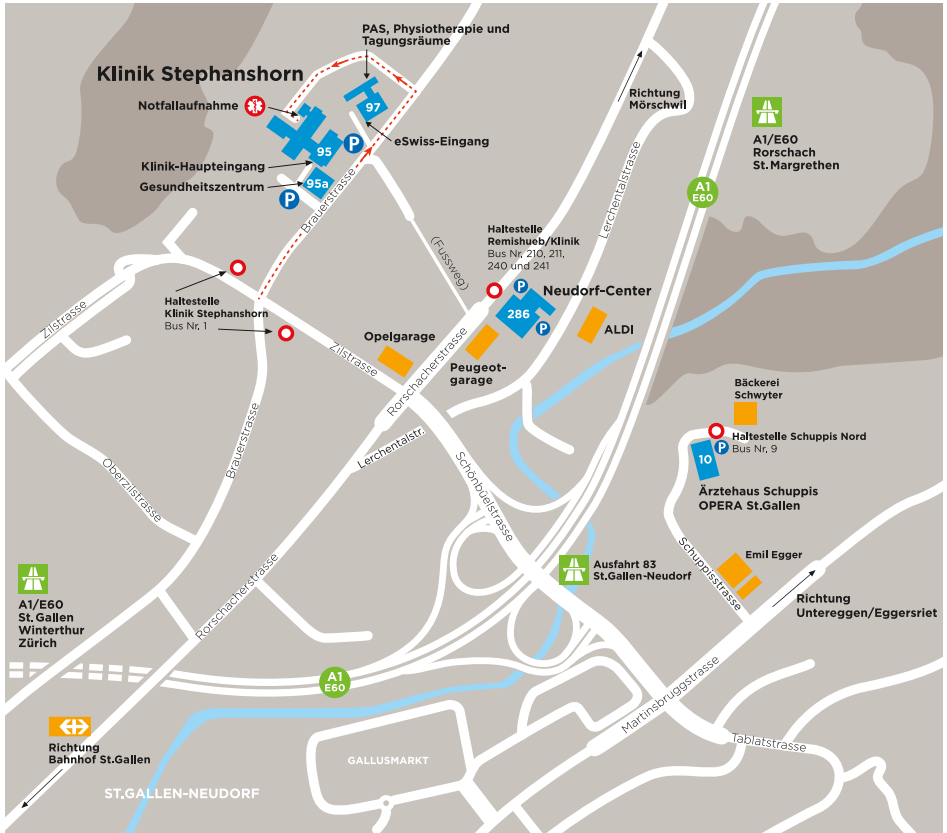 PAS, Physiotherapie und
Tagungsräume
Klinik Stephanshorn
Notfallaufnahme
97
Richtung
Mörschwil
A1/E60
Rorschach
St.Margrethen
eSwiss-Eingang
P
95
Klinik-Haupteingang
Gesundheitszentrum
95a
P
Brauerstrasse
Lerchentalstrasse
A1
E60
(Fussweg)
Haltestelle
Remishueb/Klinik
Bus Nr, 210, 211,
240 und 241
P
Neudorf-Center
286
P
ALDI
Zilstrasse
Haltestelle
Klinik Stephanshorn
Bus Nr, 1
Zilstrasse
Opelgarage
Rorschacherstrasse
Peugeot-
garage
Bäckerei
Schwyter
Haltestelle Schuppis Nord
Bus Nr, 9
P
10
Ärztehaus Schuppis
OPERA St.Gallen
Lerchentalstr.
Brauerstrasse
Oberzilstrasse
Schönbüelstrasse
Rorschacherstrasse
Ausfahrt 83
St.Gallen-Neudorf
Schuppisstrasse
Emil Egger
Richtung
Untereggen/Eggersriet
A1/E60
St.Gallen
Winterthur
Zürich
A1
E60
Martinsbruggstrasse
Tablatstrasse
Richtung
Bahnhof St.Gallen
GALLUSMARKT
ST.GALLEN-NEUDORF